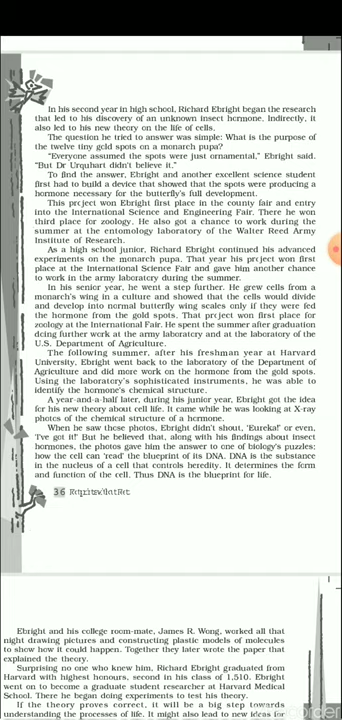 In his second year in high school, Richard Ebright began the research
that led to his discovery of an unknown insect hormone. Indirectly, it
also led to his new theory on the life of cells.
The question he tried to answer was simple: What is the purpose of
the twelve tiny gold spots on a monarch pupa?
“Everyone assumed the spots were just ornamental,” Ebright said.
“But Dr Urquhart didn't believe it.”
To find the answer, Ebright and another excellent science student
first had to build a device that showed that the spots were producing a
hormone necessary for the butterfly's full development.
This project won Ebright first place in the county fair and entry
into the International Science and Engineering Fair. There he won
third place for zoology. He also got a chance to work during the
summer at the entomology laboratory of the Walter Reed Army
Institute of Research.
As a high school junior, Richard Ebright continued his advanced
experiments on the monarch pupa. That year his project won first
place at the International Science Fair and gave him another chance
to work in the army laboratory during the summer.
In his senior year, he went a step further. He grew cells from a
monarch's wing in a culture and showed that the cells would divide
and develop into normal butterfly wing scales only if they were fed
the hormone from the gold spots. That project won first place for
zoology at the International Fair. He spent the summer after graduation
doing further work at the army laboratory and at the laboratory of the
U.S. Department of Agriculture.
The following summer, after his freshman year at Harvard
University, Ebright went back to the laboratory of the Department of
Agriculture and did more work on the hormone from the gold spots.
Using the laboratory's sophisticated instruments, he was able to
identify the hormone's chemical structure.
A year-and-a-half later, during his junior year, Ebright got the idea
for his new theory about cell life. It came while he was looking at X-ray
photos of the chemical structure of a hormone.
When he saw those photos, Ebright didn't shout, 'Eureka!' or even,
'I've got it!' But he believed that, along with his findings about insect
hormones, the photos gave him the answer to one of biology's puzzles:
how the cell can 'read' the blueprint of its DNA. DNA is the substance
in the nucleus of a cell that controls heredity. It determines the form
and function of the cell. Thus DNA is the blueprint for life.
36
Ebright and his college room-mate, James R. Wong, worked all that
night drawing pictures and constructing plastic models of molecules
to show how it could happen. Together they later wrote the paper that
explained the theory.
Surprising no one who knew him, Richard Ebright graduated from
Harvard with highest honours, second in his class of 1,510. Ebright
went on to become a graduate student researcher at Harvard Medical
School. There he began doing experiments to test his theory.
If the theory proves correct, it will be a big step towards
understanding the processes of life. It might also lead to new ideas for